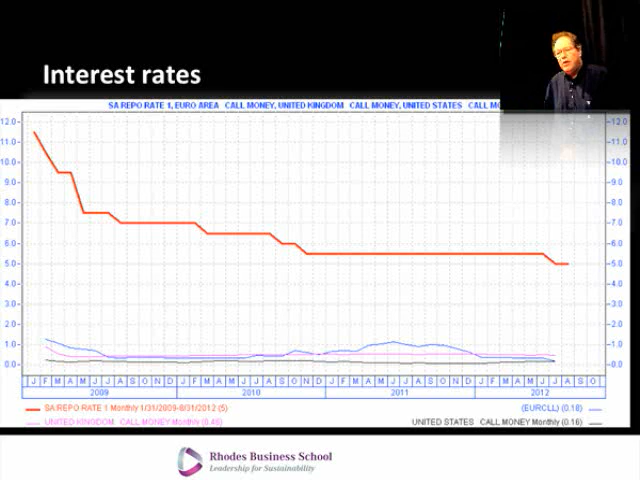 Interest rates
SA REPO RATE 1, EURO AREA CALL MONEY, UNITED KINGDOM CALL MONEY, UNITED STATES CALL MO
12.0 12.0
11.0 11.0
10.0 10.0
9.0 9.0
8.0 8.0
7.0 7.0
6.0 6.0
5.0 5.0
4.0 4.0
3.0 3.0
2.0 2.0
1.0 1.0
0.0 0.0
J F M A M J J A S O N D J F M A M J J A S O N D J F M A M J J A S O N D J F M A M J J A S O
2009 2010 2011 2012
SA REPO RATE 1 Monthly 1/31/2009-8/31/2012 (5) (EURCLL) (0.18)
UNITED KINGDOM CALL MONEY Monthly (0.46) UNITED STATES CALL MONEY Monthly (0.16)
Rhodes Business School
Leadership for Sustainability